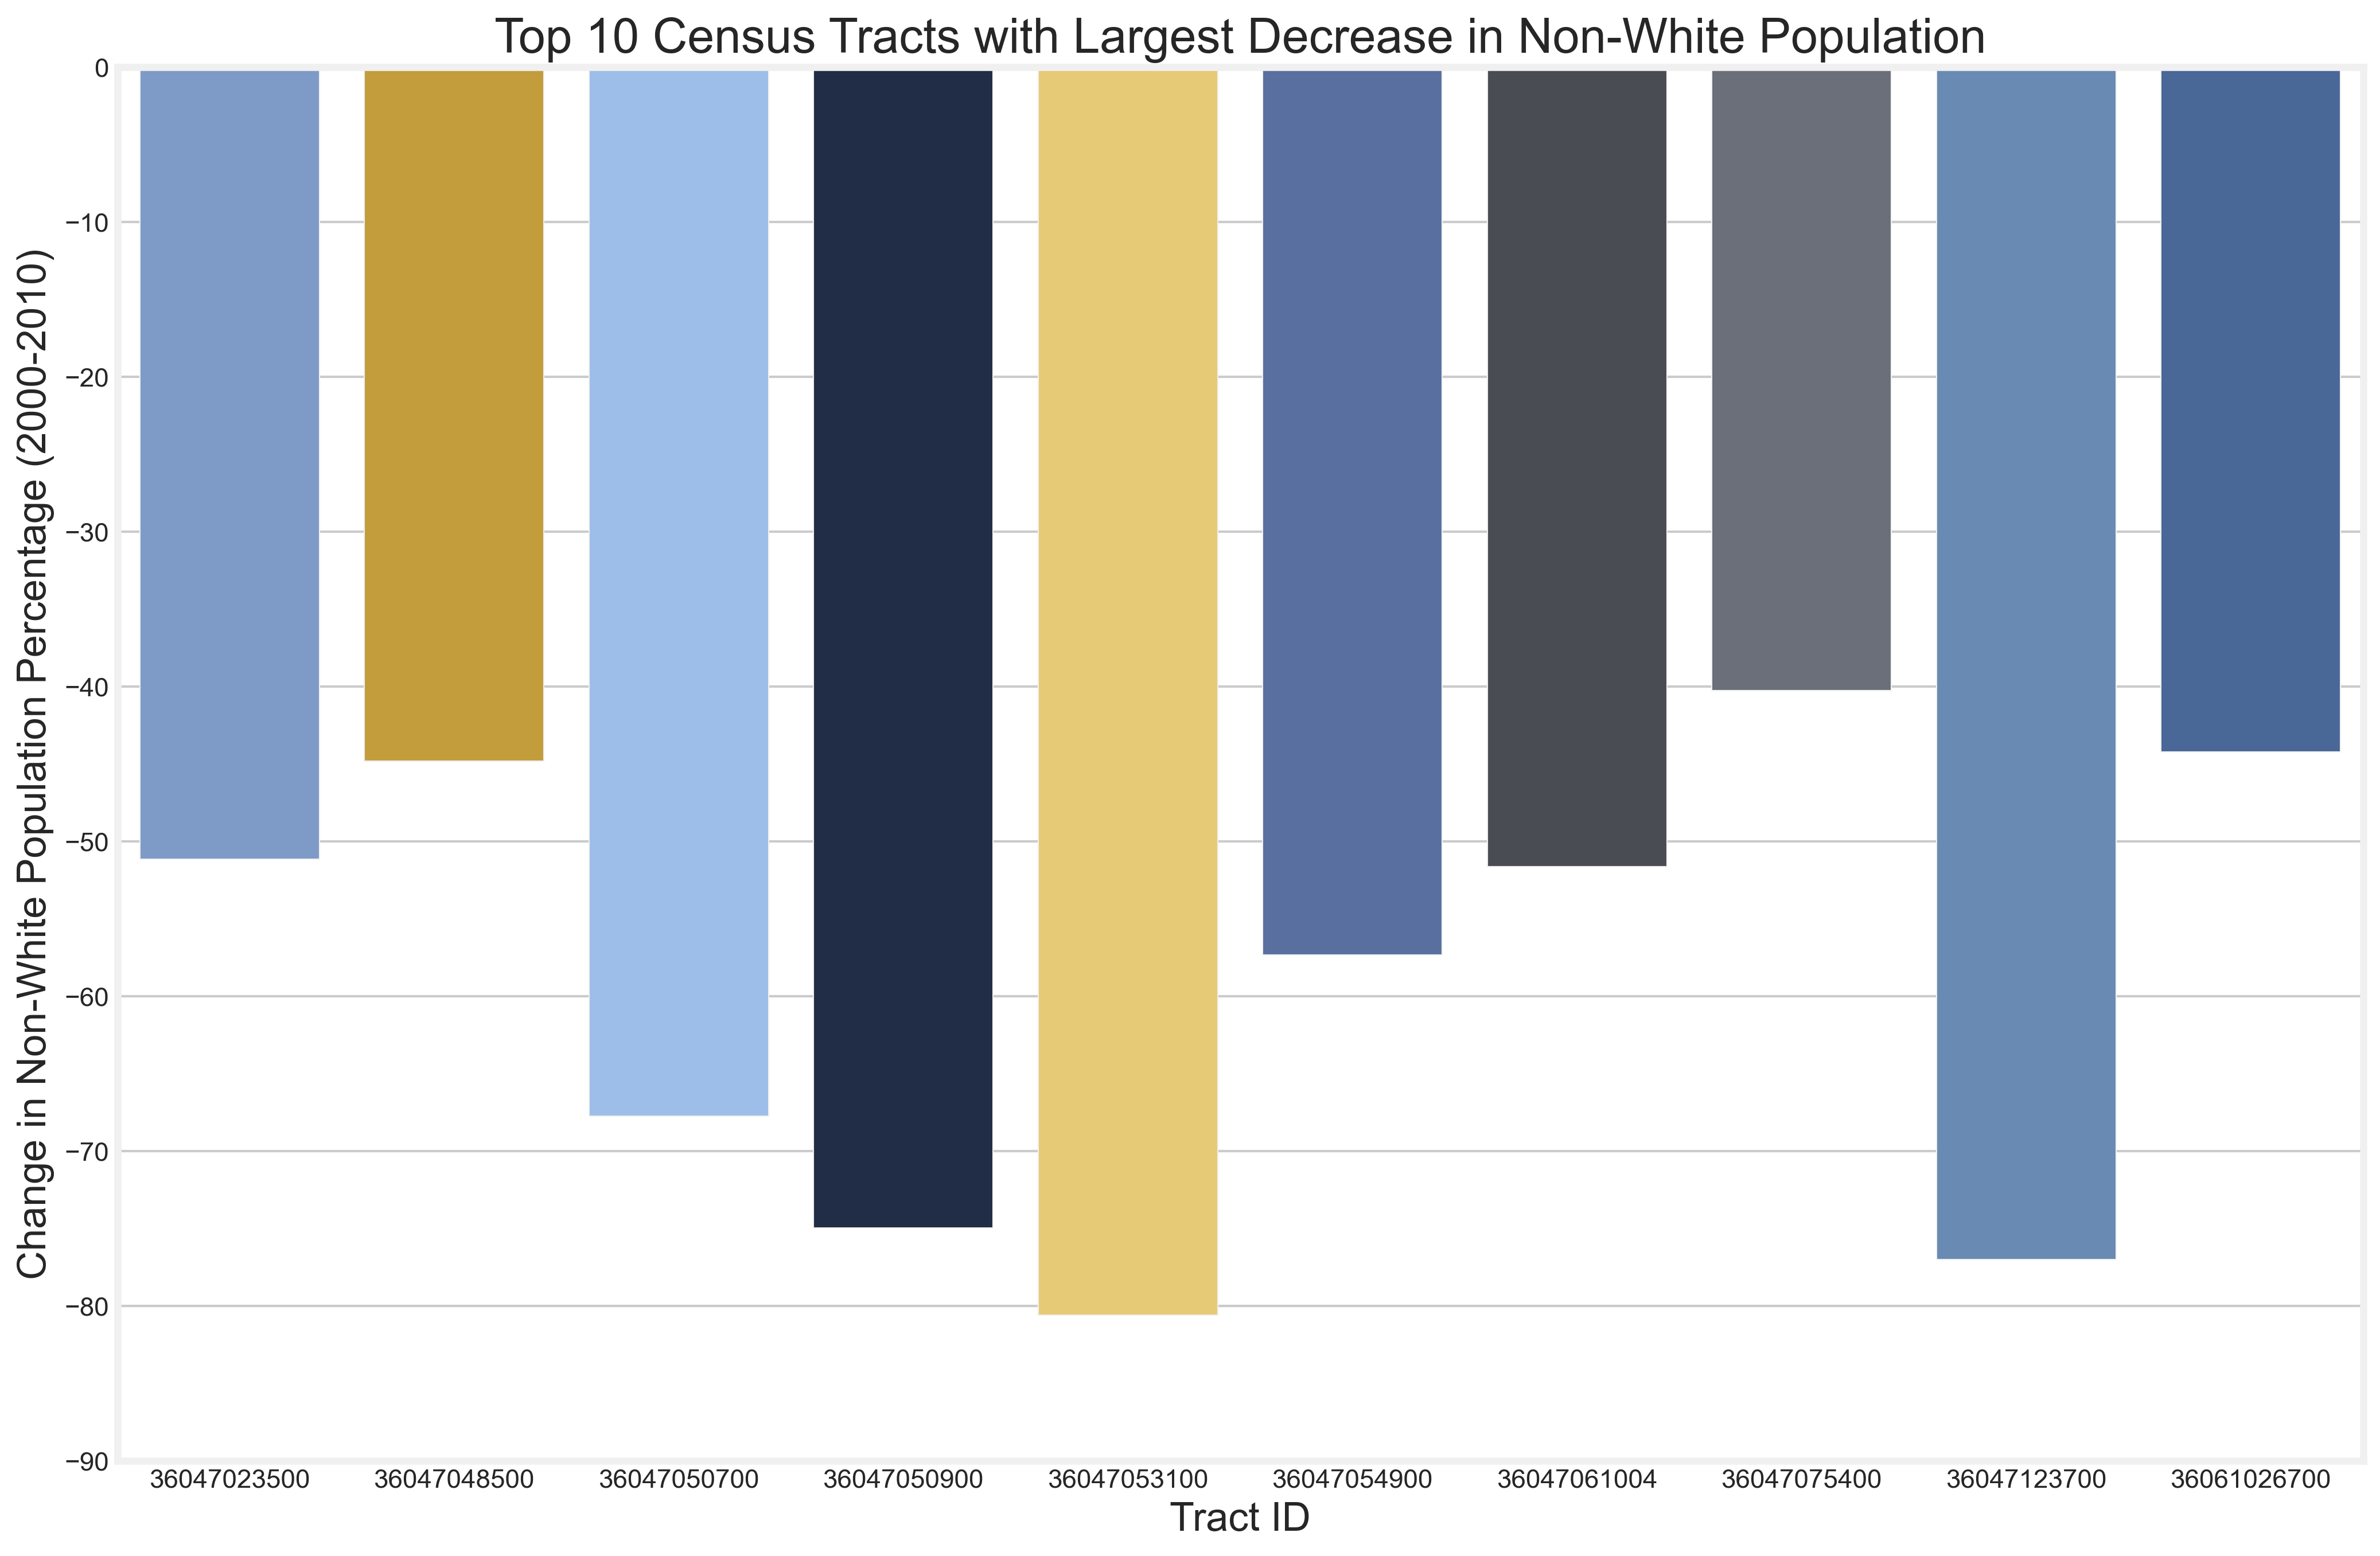 Top 10 Census Tracts with Largest Decrease in Non-White Population
Change in Non-White Population Percentage (2000-2010)
0
−10
−20
−30
−40
−50
−60
−70
−80
−90
36047023500 36047048500 36047050700 36047050900 36047053100 36047054900 36047061004 36047075400 36047123700 36061026700
Tract ID